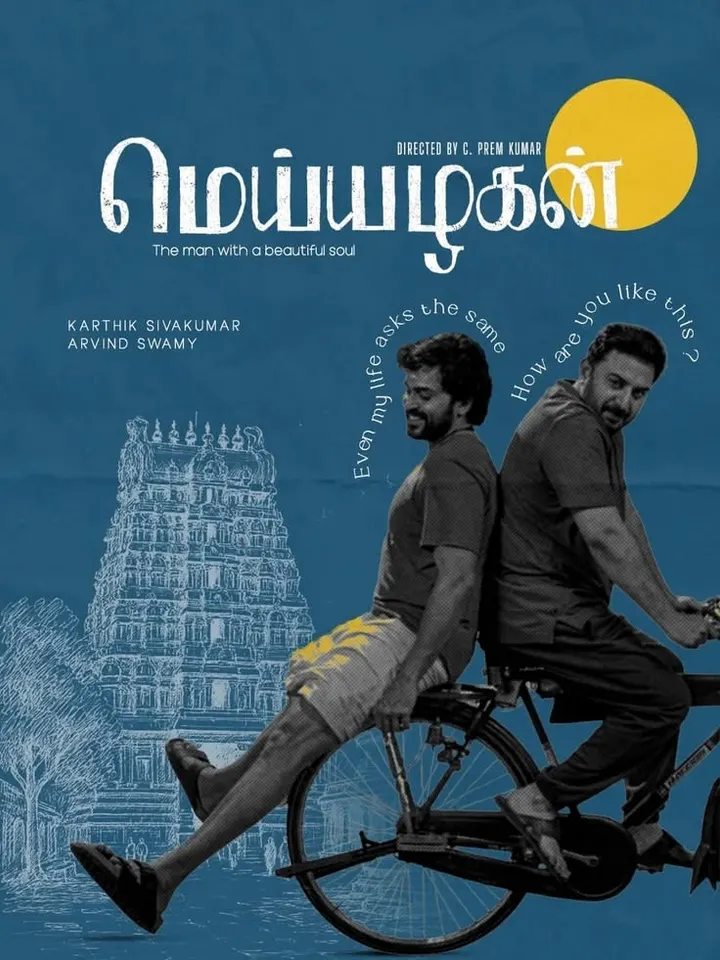 DIRECTED BY C. PREM KUMAR
மெய்யழகன்
The man with a beautiful soul
KARTHIK SIVAKUMAR
ARVIND SWAMY
Even my life asks the same
How are you like this ?